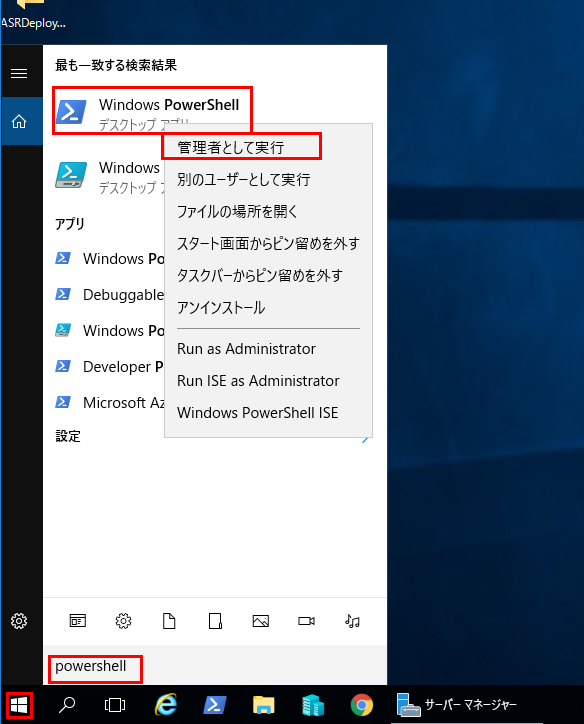 ASRDeploy...
最も一致する検索結果
Windows PowerShell
デスクトップ アプリ
管理者として実行
Windows
デスクトップ
別のユーザーとして実行
ファイルの場所を開く
アプリ
スタート画面からピン留めを外す
Windows Po
タスクバーからピン留めを外す
Debuggable
アンインストール
Windows Po
Run as Administrator
Developer P
Run ISE as Administrator
Microsoft Az
Windows PowerShell ISE
設定
powershell
サーバー マネージャー